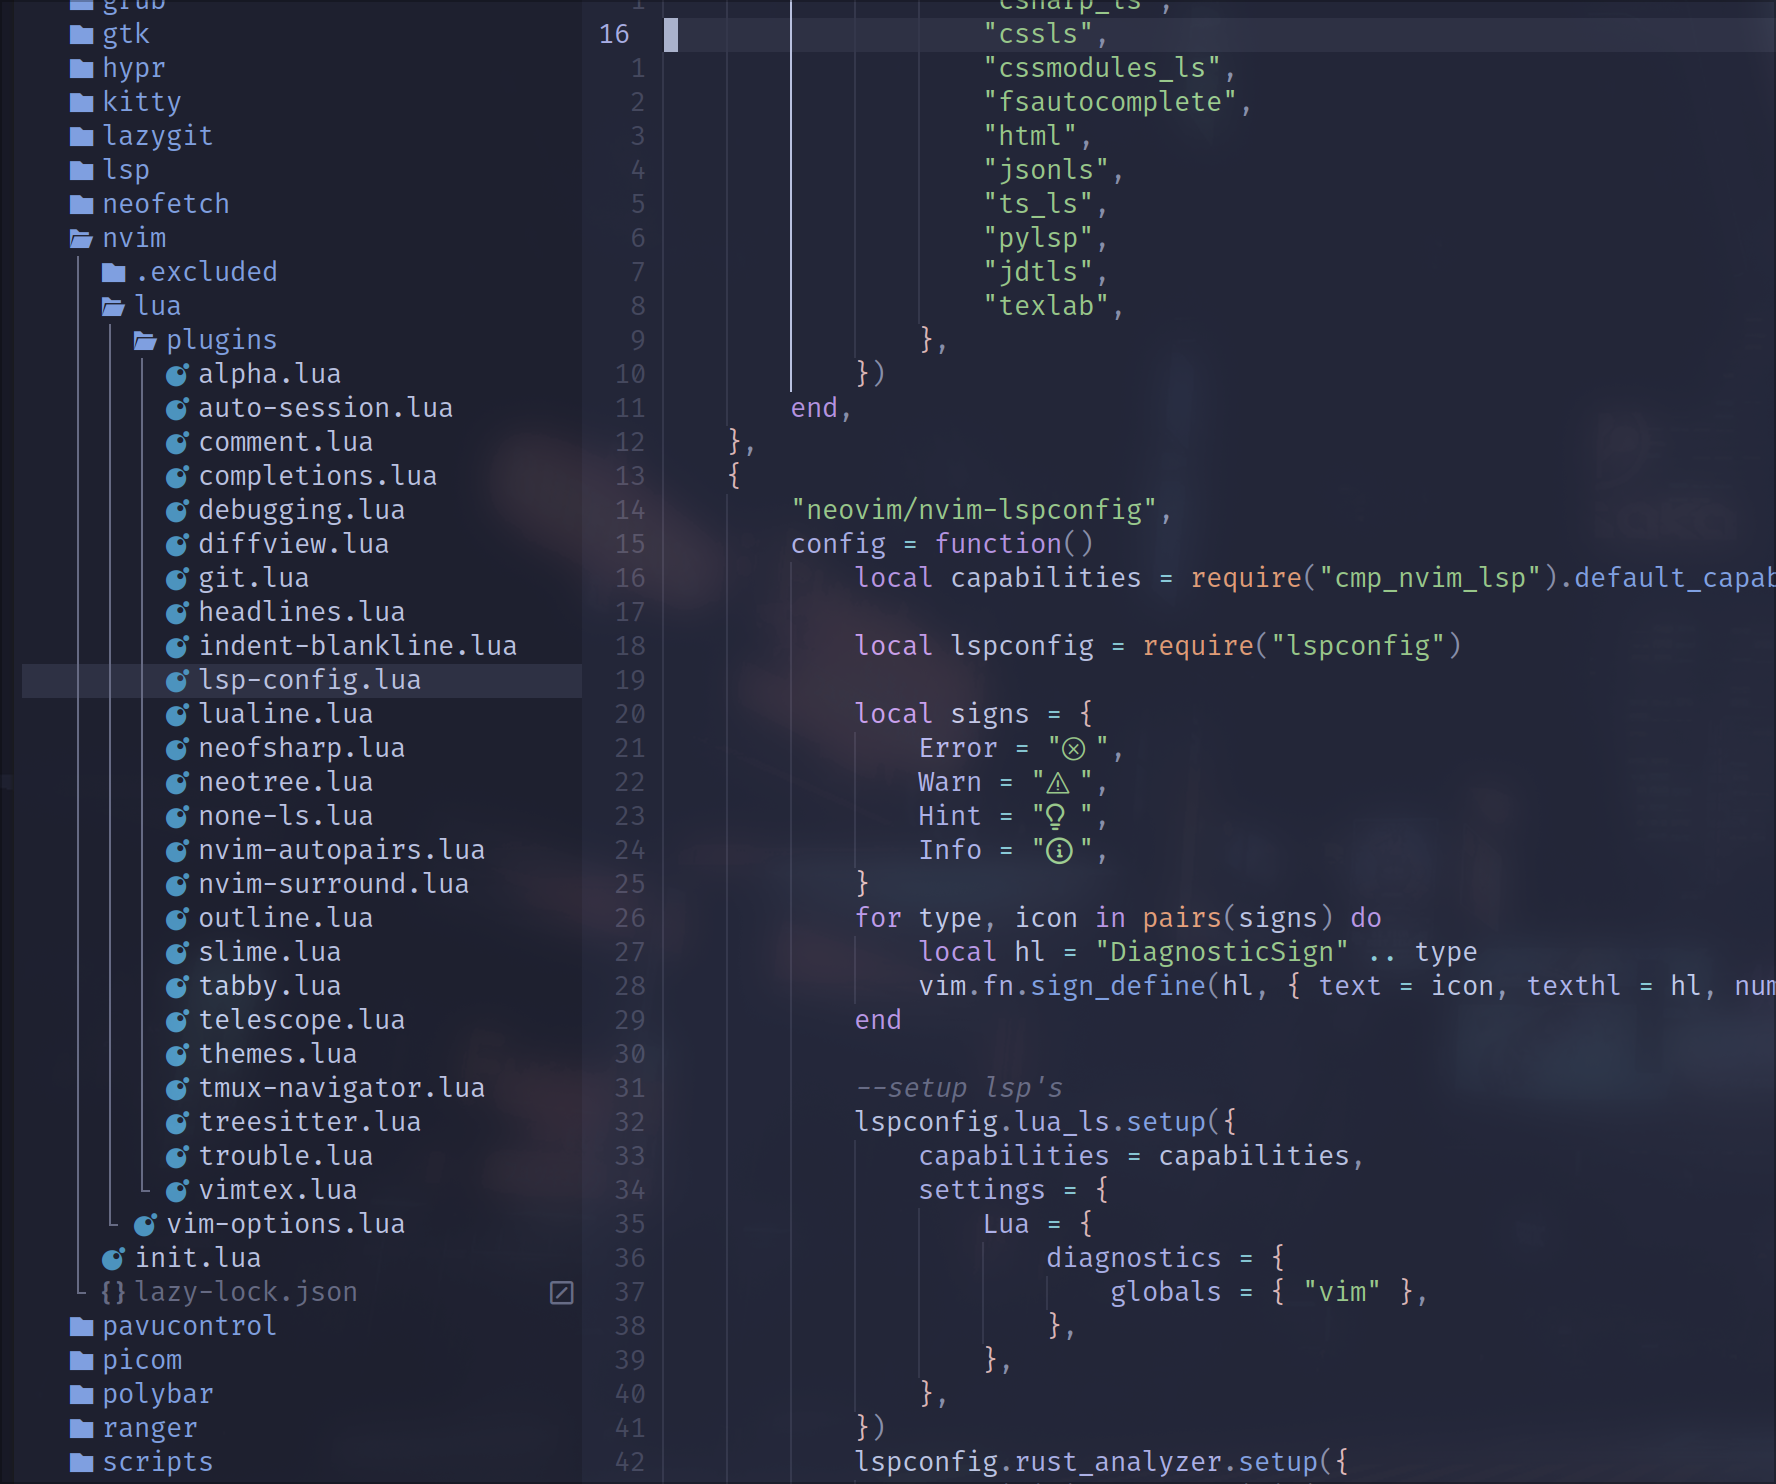 grub
gtk
hypr
kitty
lazygit
lsp
neofetch
nvim
.excluded
lua
plugins
alpha.lua
auto-session.lua
comment.lua
completions.lua
debugging.lua
diffview.lua
git.lua
headlines.lua
indent-blankline.lua
lsp-config.lua
lualine.lua
neofsharp.lua
neotree.lua
none-ls.lua
nvim-autopairs.lua
nvim-surround.lua
outline.lua
slime.lua
tabby.lua
telescope.lua
themes.lua
tmux-navigator.lua
treesitter.lua
trouble.lua
vimtex.lua
vim-options.lua
init.lua
{} lazy-lock.json
pavucontrol
picom
polybar
ranger
scripts
1 "csharp_ls",
16 "cssls",
1 "cssmodules_ls",
2 "fsautocomplete",
3 "html",
4 "jsonls",
5 "ts_ls",
6 "pylsp",
7 "jdtls",
8 "texlab",
9 },
10 })
11 end,
12 },
13 {
14 "neovim/nvim-lspconfig",
15 config = function()
16 local capabilities = require("cmp_nvim_lsp").default_capab
17
18 local lspconfig = require("lspconfig")
19
20 local signs = {
21 Error = " ",
22 Warn = " ",
23 Hint = " ",
24 Info = " ",
25 }
26 for type, icon in pairs(signs) do
27 local hl = "DiagnosticSign" .. type
28 vim.fn.sign_define(hl, { text = icon, texthl = hl, num
29 end
30
31 --setup lsp's
32 lspconfig.lua_ls.setup({
33 capabilities = capabilities,
34 settings = {
35 Lua = {
36 diagnostics = {
37 globals = { "vim" },
38 },
39 },
40 },
41 })
42 lspconfig.rust_analyzer.setup({